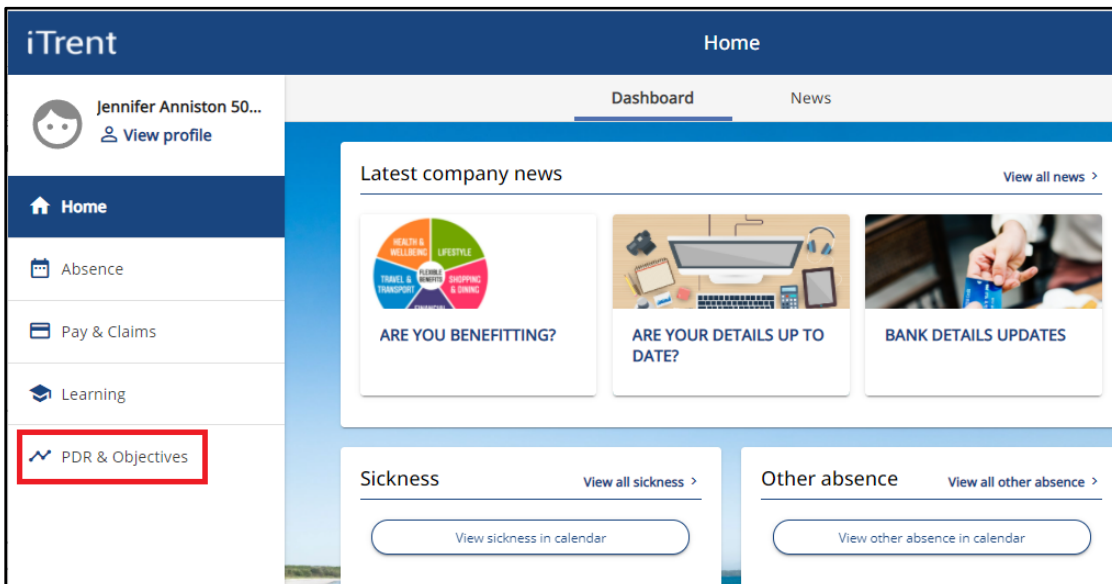 iTrent
Home
Jennifer Anniston 50...
View profile
Dashboard
News
Home
Absence
Pay & Claims
Learning
PDR & Objectives
Latest company news
View all news >
HEALTH &
WELLBEING
LIFESTYLE
TRAVEL &
TRANSPORT
FLEXIBLE
BENEFITS
SHOPPING
& DINING
FINANCIAL
ARE YOU BENEFITTING?
ARE YOUR DETAILS UP TO
DATE?
BANK DETAILS UPDATES
Sickness
View all sickness >
View sickness in calendar
Other absence
View all other absence >
View other absence in calendar